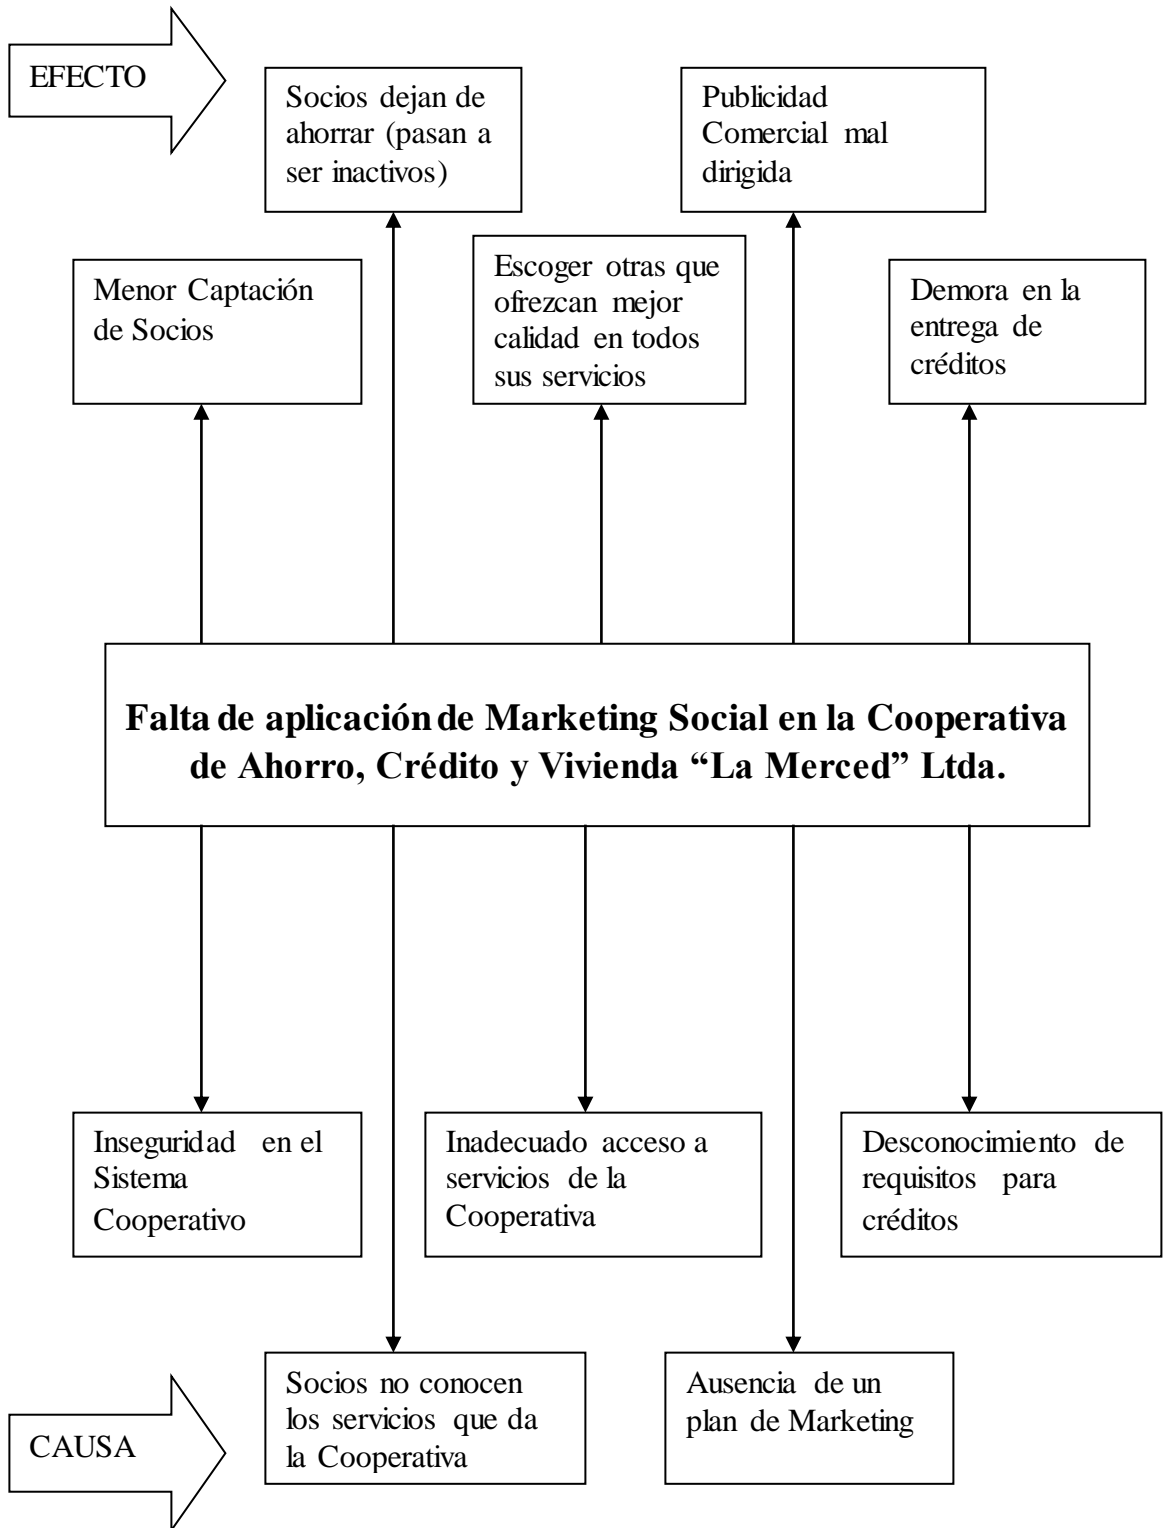 EFECTO
Socios dejan de
ahorrar (pasan a
ser inactivos)
Publicidad
Comercial mal
dirigida
Menor Captación
de Socios
Escoger otras que
ofrezcan mejor
calidad en todos
sus servicios
Demora en la
entrega de
créditos
Falta de aplicación de Marketing Social en la Cooperativa
de Ahorro, Crédito y Vivienda “La Merced” Ltda.
Inseguridad en el
Sistema
Cooperativo
Inadecuado acceso a
servicios de la
Cooperativa
Desconocimiento de
requisitos para
créditos
CAUSA
Socios no conocen
los servicios que da
la Cooperativa
Ausencia de un
plan de Marketing